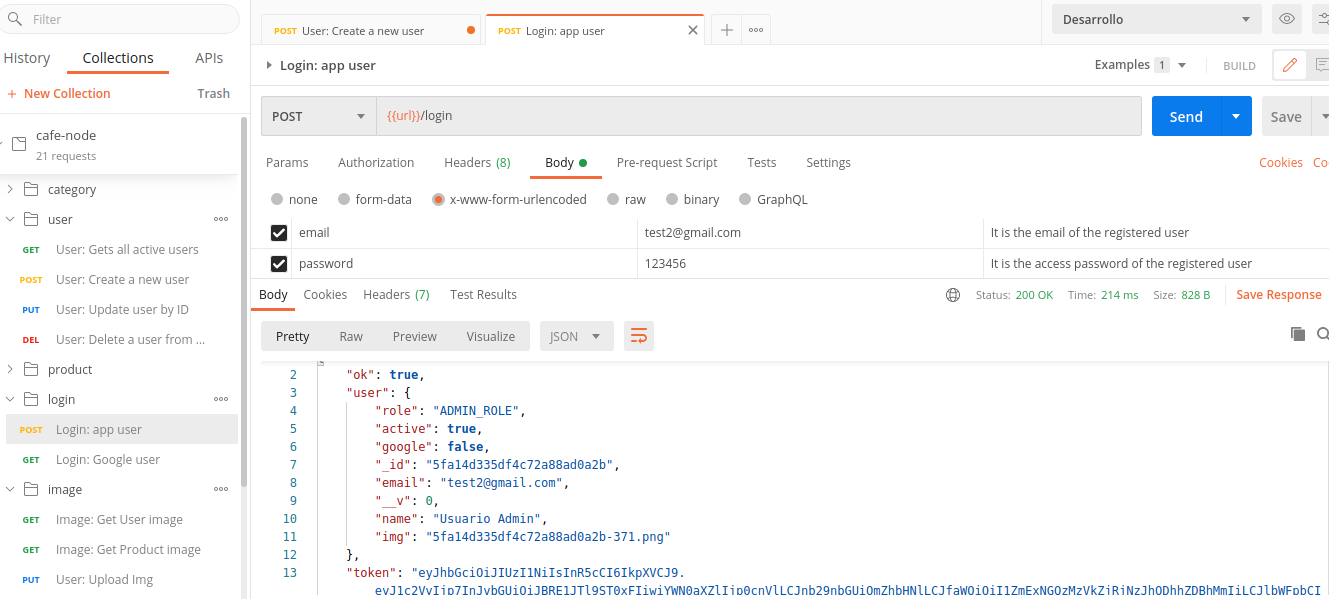 Filter
History Collections APIs
+ New Collection Trash
cafe-node
21 requests
category
user
GET User: Gets all active users
POST User: Create a new user
PUT User: Update user by ID
DEL User: Delete a user from ...
product
login
POST Login: app user
GET Login: Google user
image
GET Image: Get User image
GET Image: Get Product image
PUT User: Upload Img
POST User: Create a new user
POST Login: app user
Desarrollo
Login: app user
Examples 1 BUILD
POST {{url}}/login Send Save
Params Authorization Headers (8) Body Pre-request Script Tests Settings Cookies Co
none form-data x-www-form-urlencoded raw binary GraphQL
email test2@gmail.com It is the email of the registered user
password 123456 It is the access password of the registered user
Body Cookies Headers (7) Test Results Status: 200 OK Time: 214 ms Size: 828 B Save Response
Pretty Raw Preview Visualize JSON
2 "ok": true,
3 "user": {
4 "role": "ADMIN_ROLE",
5 "active": true,
6 "google": false,
7 "_id": "5fa14d335df4c72a88ad0a2b",
8 "email": "test2@gmail.com",
9 "__v": 0,
10 "name": "Usuario Admin",
11 "img": "5fa14d335df4c72a88ad0a2b-371.png"
12 },
13 "token": "eyJhbGciOiJIUzI1NiIsInR5cCI6IkpXVCJ9.